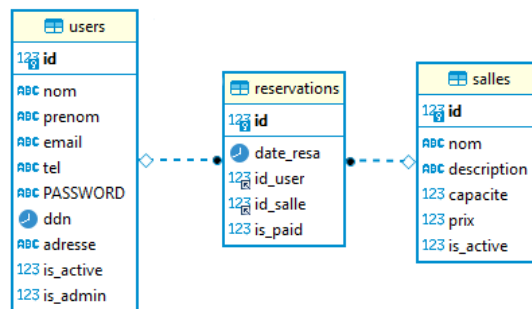 users
123 id
ABC nom
ABC prenom
ABC email
ABC tel
ABC PASSWORD
ddn
ABC adresse
123 is_active
123 is_admin
reservations
123 id
date_resa
123 id_user
123 id_salle
123 is_paid
salles
123 id
ABC nom
ABC description
123 capacite
123 prix
123 is_active